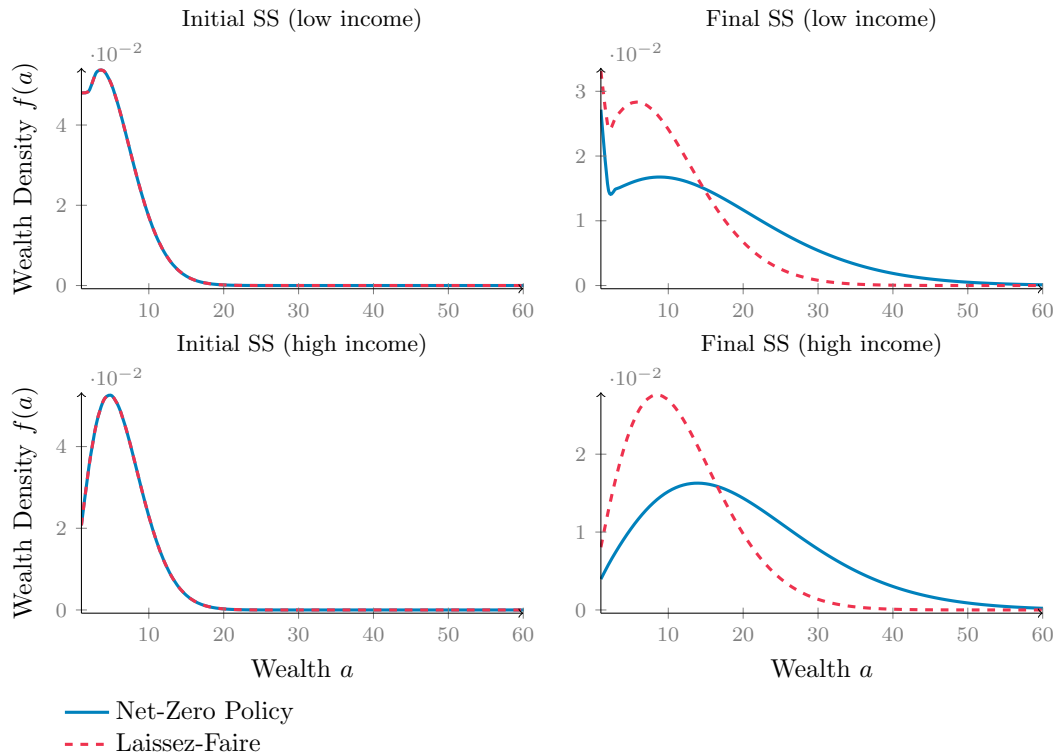 Initial SS (low income)
·10⁻²
Wealth Density f(a)
4
2
0
10 20 30 40 50 60
Final SS (low income)
·10⁻²
3
2
1
0
10 20 30 40 50 60
Initial SS (high income)
·10⁻²
Wealth Density f(a)
4
2
0
10 20 30 40 50 60
Wealth a
Final SS (high income)
·10⁻²
2
1
0
10 20 30 40 50 60
Wealth a
Net-Zero Policy
Laissez-Faire